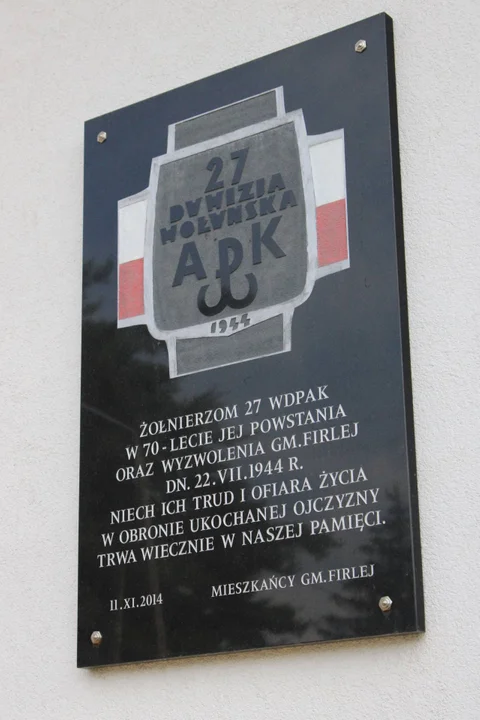 27
DYWIZJA
WOŁYŃSKA
APK
1944
ŻOŁNIERZOM 27 WDPAK
W 70-LECIE JEJ POWSTANIA
ORAZ WYZWOLENIA GM.FIRLEJ
DN. 22.VII.1944 R.
NIECH ICH TRUD I OFIARA ŻYCIA
W OBRONIE UKOCHANEJ OJCZYZNY
TRWA WIECZNIE W NASZEJ PAMIĘCI.
11.XI.2014 MIESZKAŃCY GM.FIRLEJ